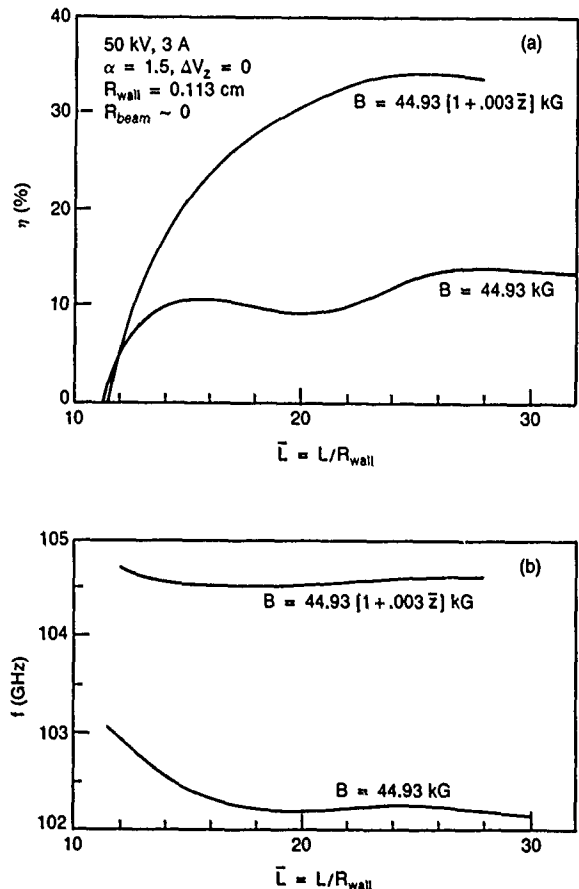 40
30
20
10
0
η (%)
50 kV, 3 A
α = 1.5, ΔV_z = 0
R_wall = 0.113 cm
R_beam ~ 0
(a)
B = 44.93 [1 + .003 z̄] kG
B = 44.93 kG
10 20 30
L̄ = L/R_wall
105
104
103
102
f (GHz)
(b)
B = 44.93 [1 + .003 z̄] kG
B = 44.93 kG
10 20 30
L̄ = L/R_wall